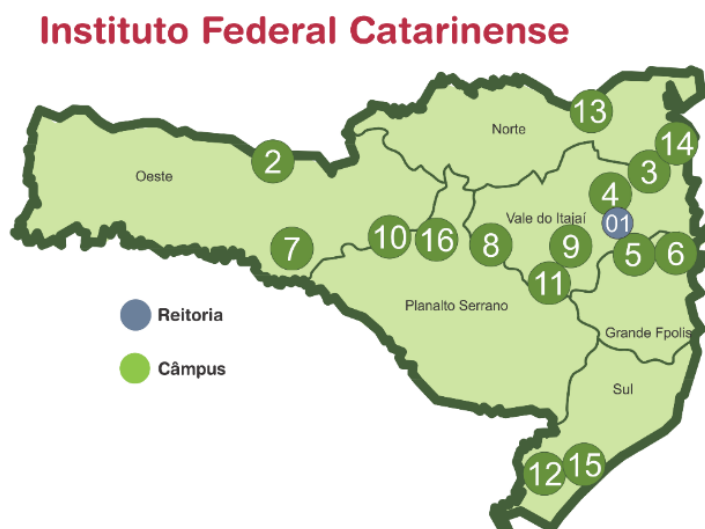 Instituto Federal Catarinense
13
Norte
14
2
3
Oeste
4
Vale do Itajaí
01
10
16
8
9
5
6
7
11
Planalto Serrano
Reitoria
Grande Fpolis
Câmpus
Sul
12
15